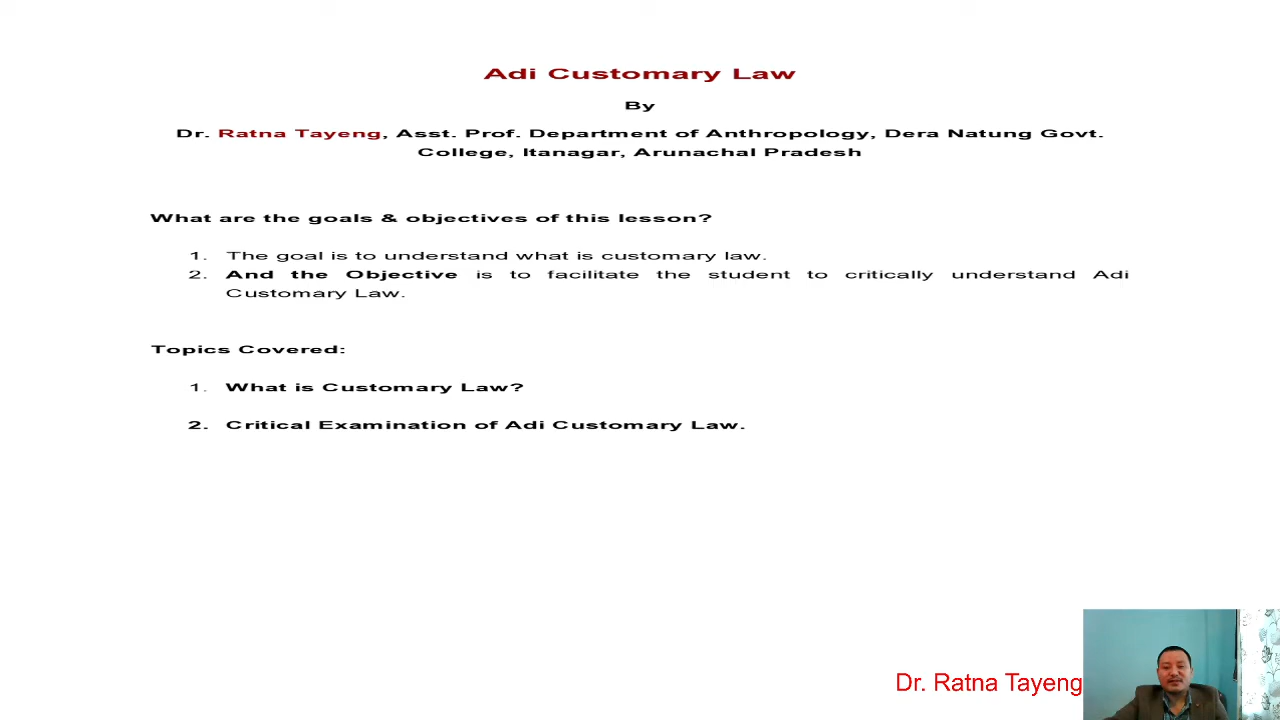 Adi Customary Law
By
Dr. Ratna Tayeng, Asst. Prof. Department of Anthropology, Dera Natung Govt.
College, Itanagar, Arunachal Pradesh
What are the goals & objectives of this lesson?
1. The goal is to understand what is customary law.
2. And the Objective is to facilitate the student to critically understand Adi
Customary Law.
Topics Covered:
1. What is Customary Law?
2. Critical Examination of Adi Customary Law.
Dr. Ratna Tayeng